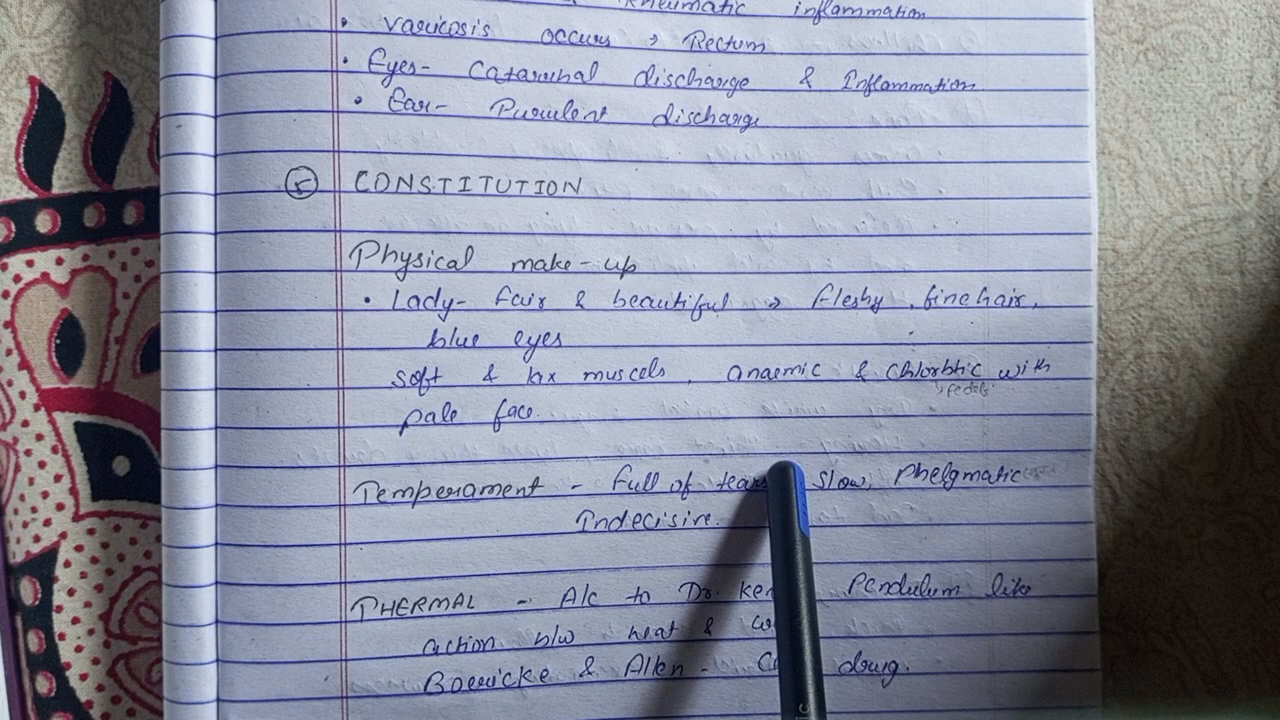 Rheumatic inflammation
• Varicosis occurs → Rectum
• Eyes- Catarrhal discharge & Inflammation
• Ear- Purulent discharge
⑤ CONSTITUTION
Physical make-up
• Lady- fair & beautiful → fleshy, fine hair,
blue eyes
soft & lax muscels, anaemic & Chlorotic with
pale face.
Temperament - full of tears Slow, Phelgmatic
Indecisive.
THERMAL - A/c to Dr. Pendulum like
action b/w heat &
Boericke & Allen - drug.